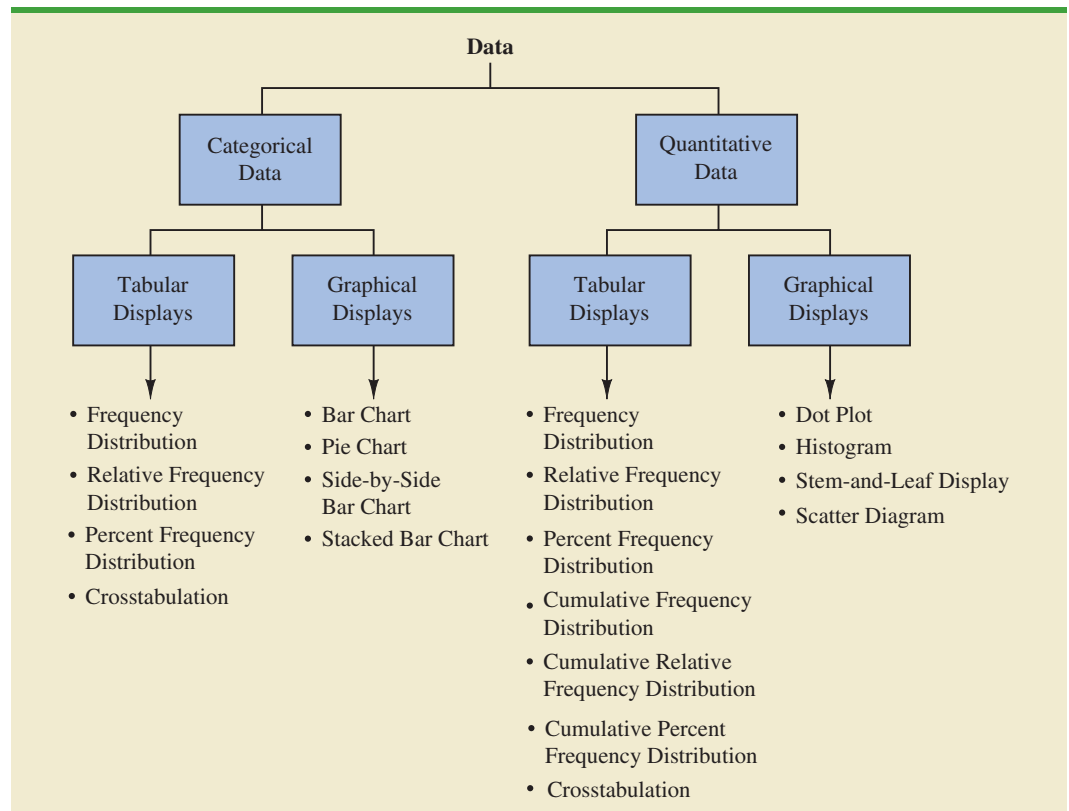 Data
Categorical
Data
Quantitative
Data
Tabular
Displays
Graphical
Displays
Tabular
Displays
Graphical
Displays
• Frequency
Distribution
• Relative Frequency
Distribution
• Percent Frequency
Distribution
• Crosstabulation
• Bar Chart
• Pie Chart
• Side-by-Side
Bar Chart
• Stacked Bar Chart
• Frequency
Distribution
• Relative Frequency
Distribution
• Percent Frequency
Distribution
• Cumulative Frequency
Distribution
• Cumulative Relative
Frequency Distribution
• Cumulative Percent
Frequency Distribution
• Crosstabulation
• Dot Plot
• Histogram
• Stem-and-Leaf Display
• Scatter Diagram